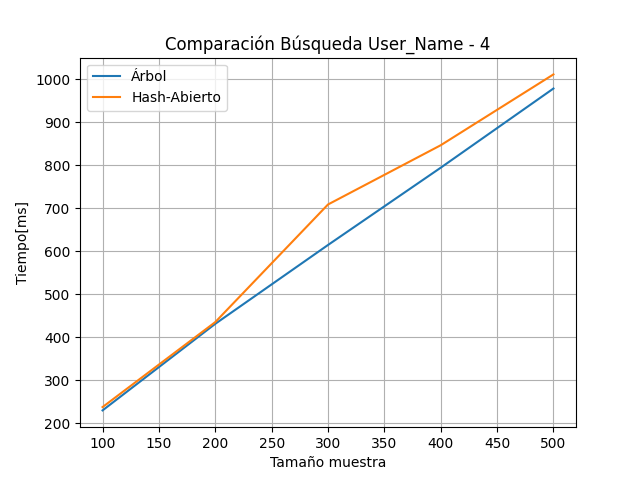 Comparación Búsqueda User_Name - 4
Árbol
Hash-Abierto
Tiempo[ms]
1000
900
800
700
600
500
400
300
200
100 150 200 250 300 350 400 450 500
Tamaño muestra